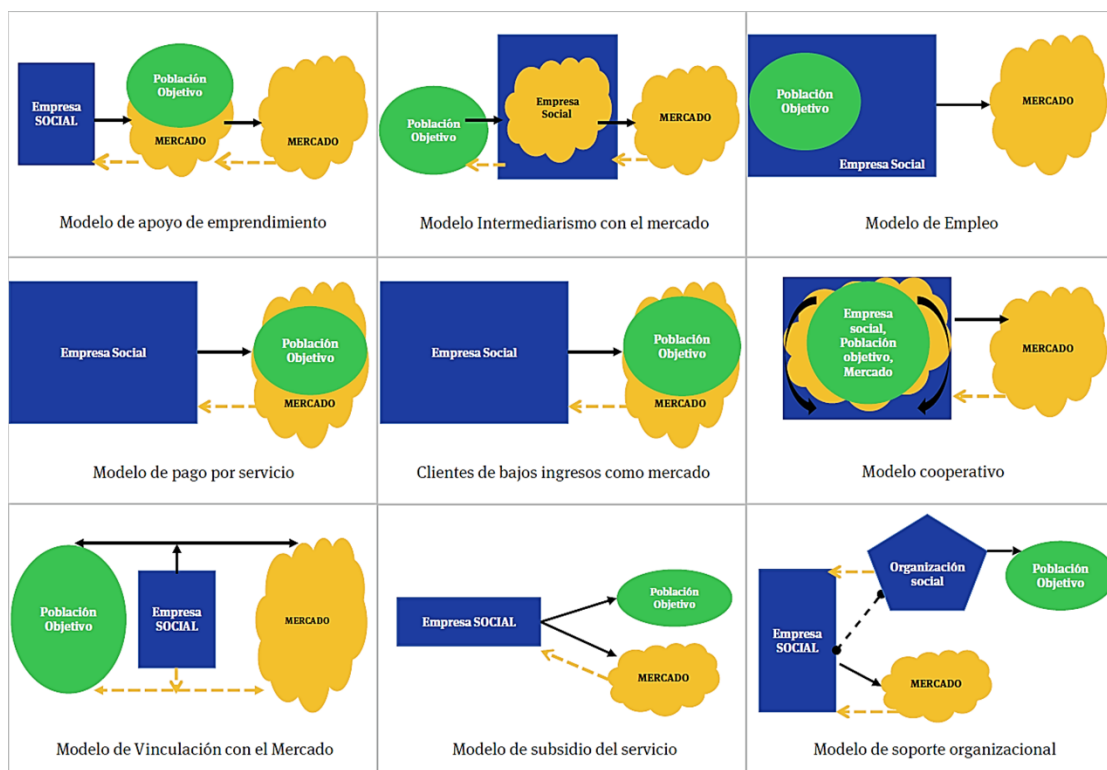 Empresa
SOCIAL
Población
Objetivo
MERCADO
MERCADO
Modelo de apoyo de emprendimiento
Población
Objetivo
Empresa
Social
MERCADO
Modelo Intermediarismo con el mercado
Población
Objetivo
Empresa Social
MERCADO
Modelo de Empleo
Empresa Social
Población
Objetivo
MERCADO
Modelo de pago por servicio
Empresa Social
Población
Objetivo
MERCADO
Clientes de bajos ingresos como mercado
Empresa
social,
Población
objetivo,
Mercado
MERCADO
Modelo cooperativo
Población
Objetivo
Empresa
SOCIAL
MERCADO
Modelo de Vinculación con el Mercado
Empresa SOCIAL
Población
Objetivo
MERCADO
Modelo de subsidio del servicio
Organización
social
Población
Objetivo
Empresa
SOCIAL
MERCADO
Modelo de soporte organizacional